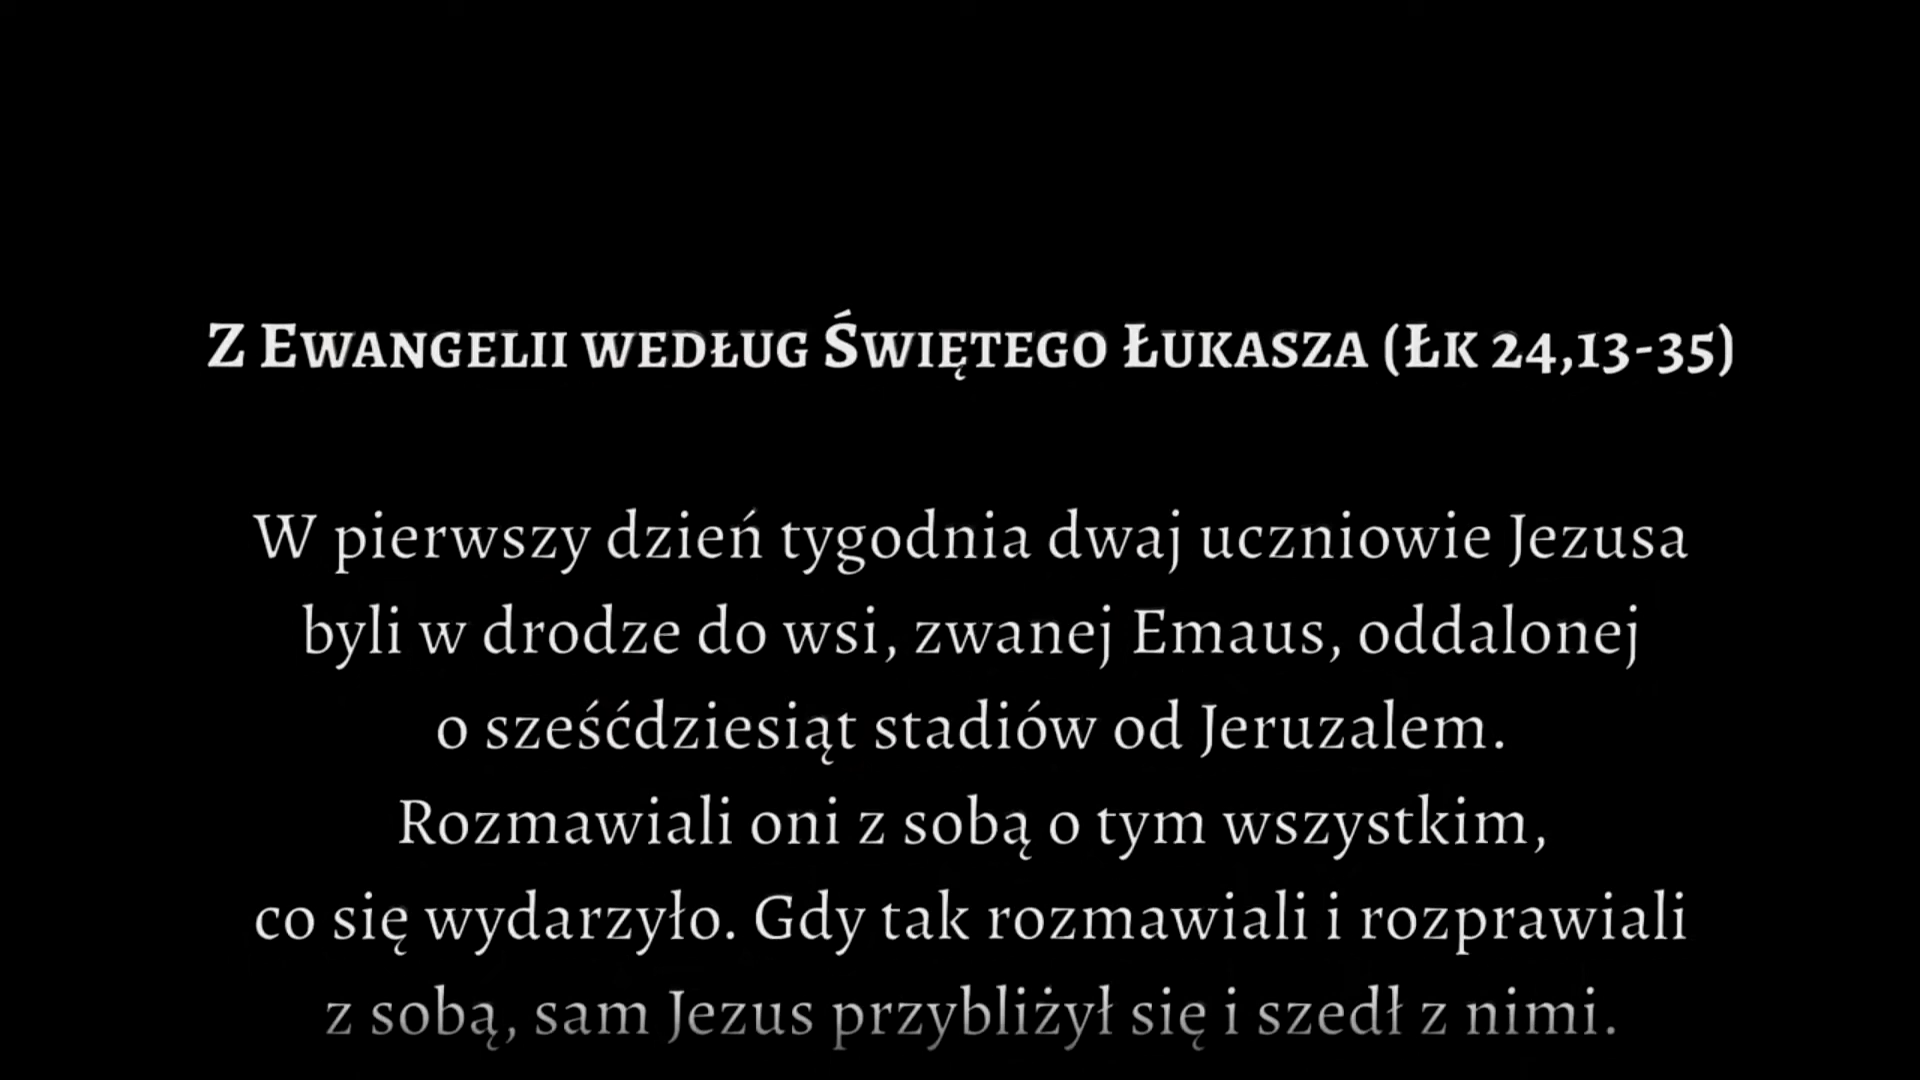 Z Ewangelii według Świętego Łukasza (Łk 24,13-35)
W pierwszy dzień tygodnia dwaj uczniowie Jezusa
byli w drodze do wsi, zwanej Emaus, oddalonej
o sześćdziesiąt stadiów od Jeruzalem.
Rozmawiali oni z sobą o tym wszystkim,
co się wydarzyło. Gdy tak rozmawiali i rozprawiali
z sobą, sam Jezus przybliżył się i szedł z nimi.